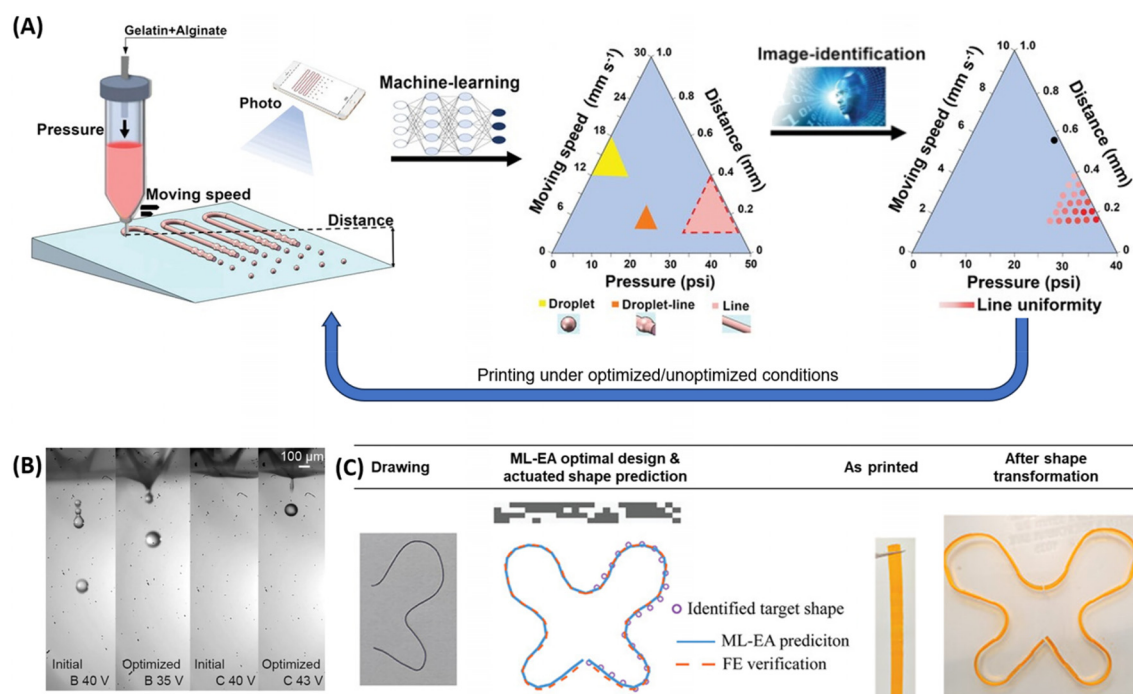 (A)
Gelatin+Alginate
Pressure
Photo
Moving speed
Distance
Machine-learning
Moving speed (mm s⁻¹)
30
24
18
12
6
0
1.0
0.8
0.6
0.4
0.2
0
Distance (mm)
0 10 20 30 40 50
Pressure (psi)
Droplet
Droplet-line
Line
Image-identification
Moving speed (mm s⁻¹)
10
8
6
4
2
0
1.0
0.8
0.6
0.4
0.2
0
Distance (mm)
0 10 20 30 40
Pressure (psi)
Line uniformity
Printing under optimized/unoptimized conditions
(B)
100 µm
Initial
B 40 V
Optimized
B 35 V
Initial
C 40 V
Optimized
C 43 V
(C)
Drawing
ML-EA optimal design &
actuated shape prediction
As printed
After shape
transformation
Identified target shape
ML-EA prediciton
FE verification